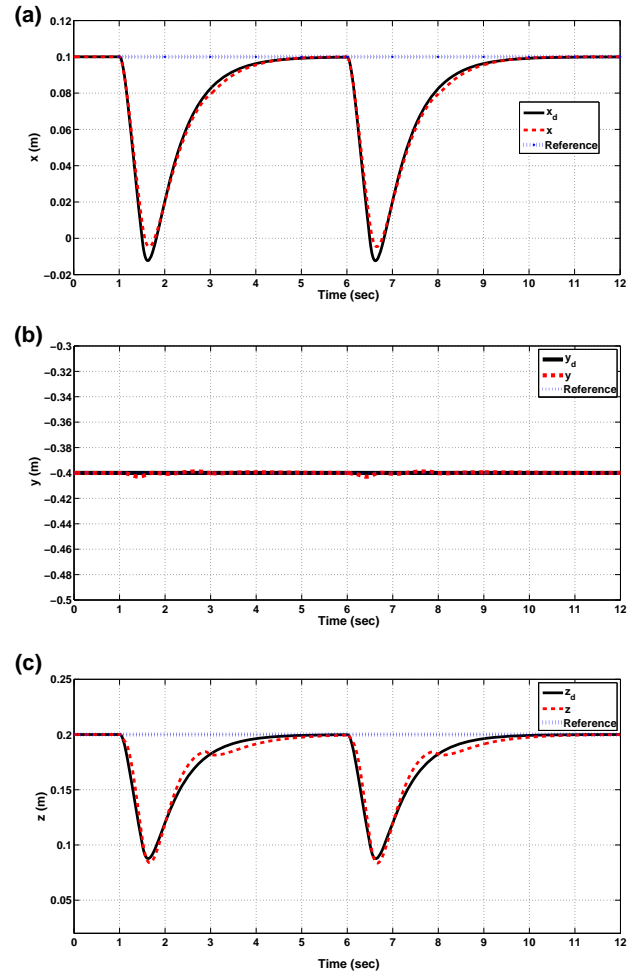 (a)
0.12
0.1
0.08
0.06
0.04
0.02
0
−0.02
x (m)
0 1 2 3 4 5 6 7 8 9 10 11 12
Time (sec)
x_d
x
Reference
(b)
−0.3
−0.32
−0.34
−0.36
−0.38
−0.4
−0.42
−0.44
−0.46
−0.48
−0.5
y (m)
0 1 2 3 4 5 6 7 8 9 10 11 12
Time (sec)
y_d
y
Reference
(c)
0.25
0.2
0.15
0.1
0.05
z (m)
0 1 2 3 4 5 6 7 8 9 10 11 12
Time (sec)
z_d
z
Reference